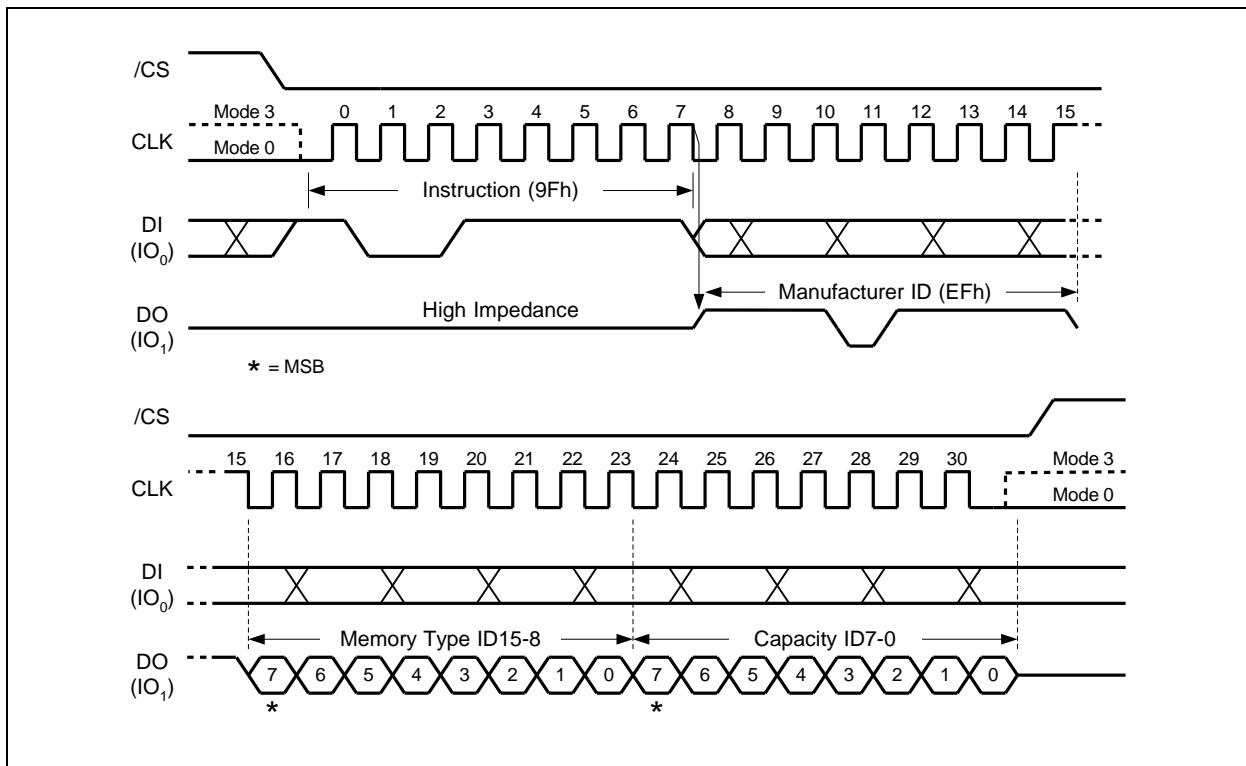 /CS
Mode 3 0 1 2 3 4 5 6 7 8 9 10 11 12 13 14 15
CLK
Mode 0
Instruction (9Fh)
DI
(IO0)
Manufacturer ID (EFh)
High Impedance
DO
(IO1)
* = MSB
/CS
15 16 17 18 19 20 21 22 23 24 25 26 27 28 29 30 Mode 3
CLK
Mode 0
DI
(IO0)
Memory Type ID15-8 Capacity ID7-0
DO 7 6 5 4 3 2 1 0 7 6 5 4 3 2 1 0
(IO1)
* *